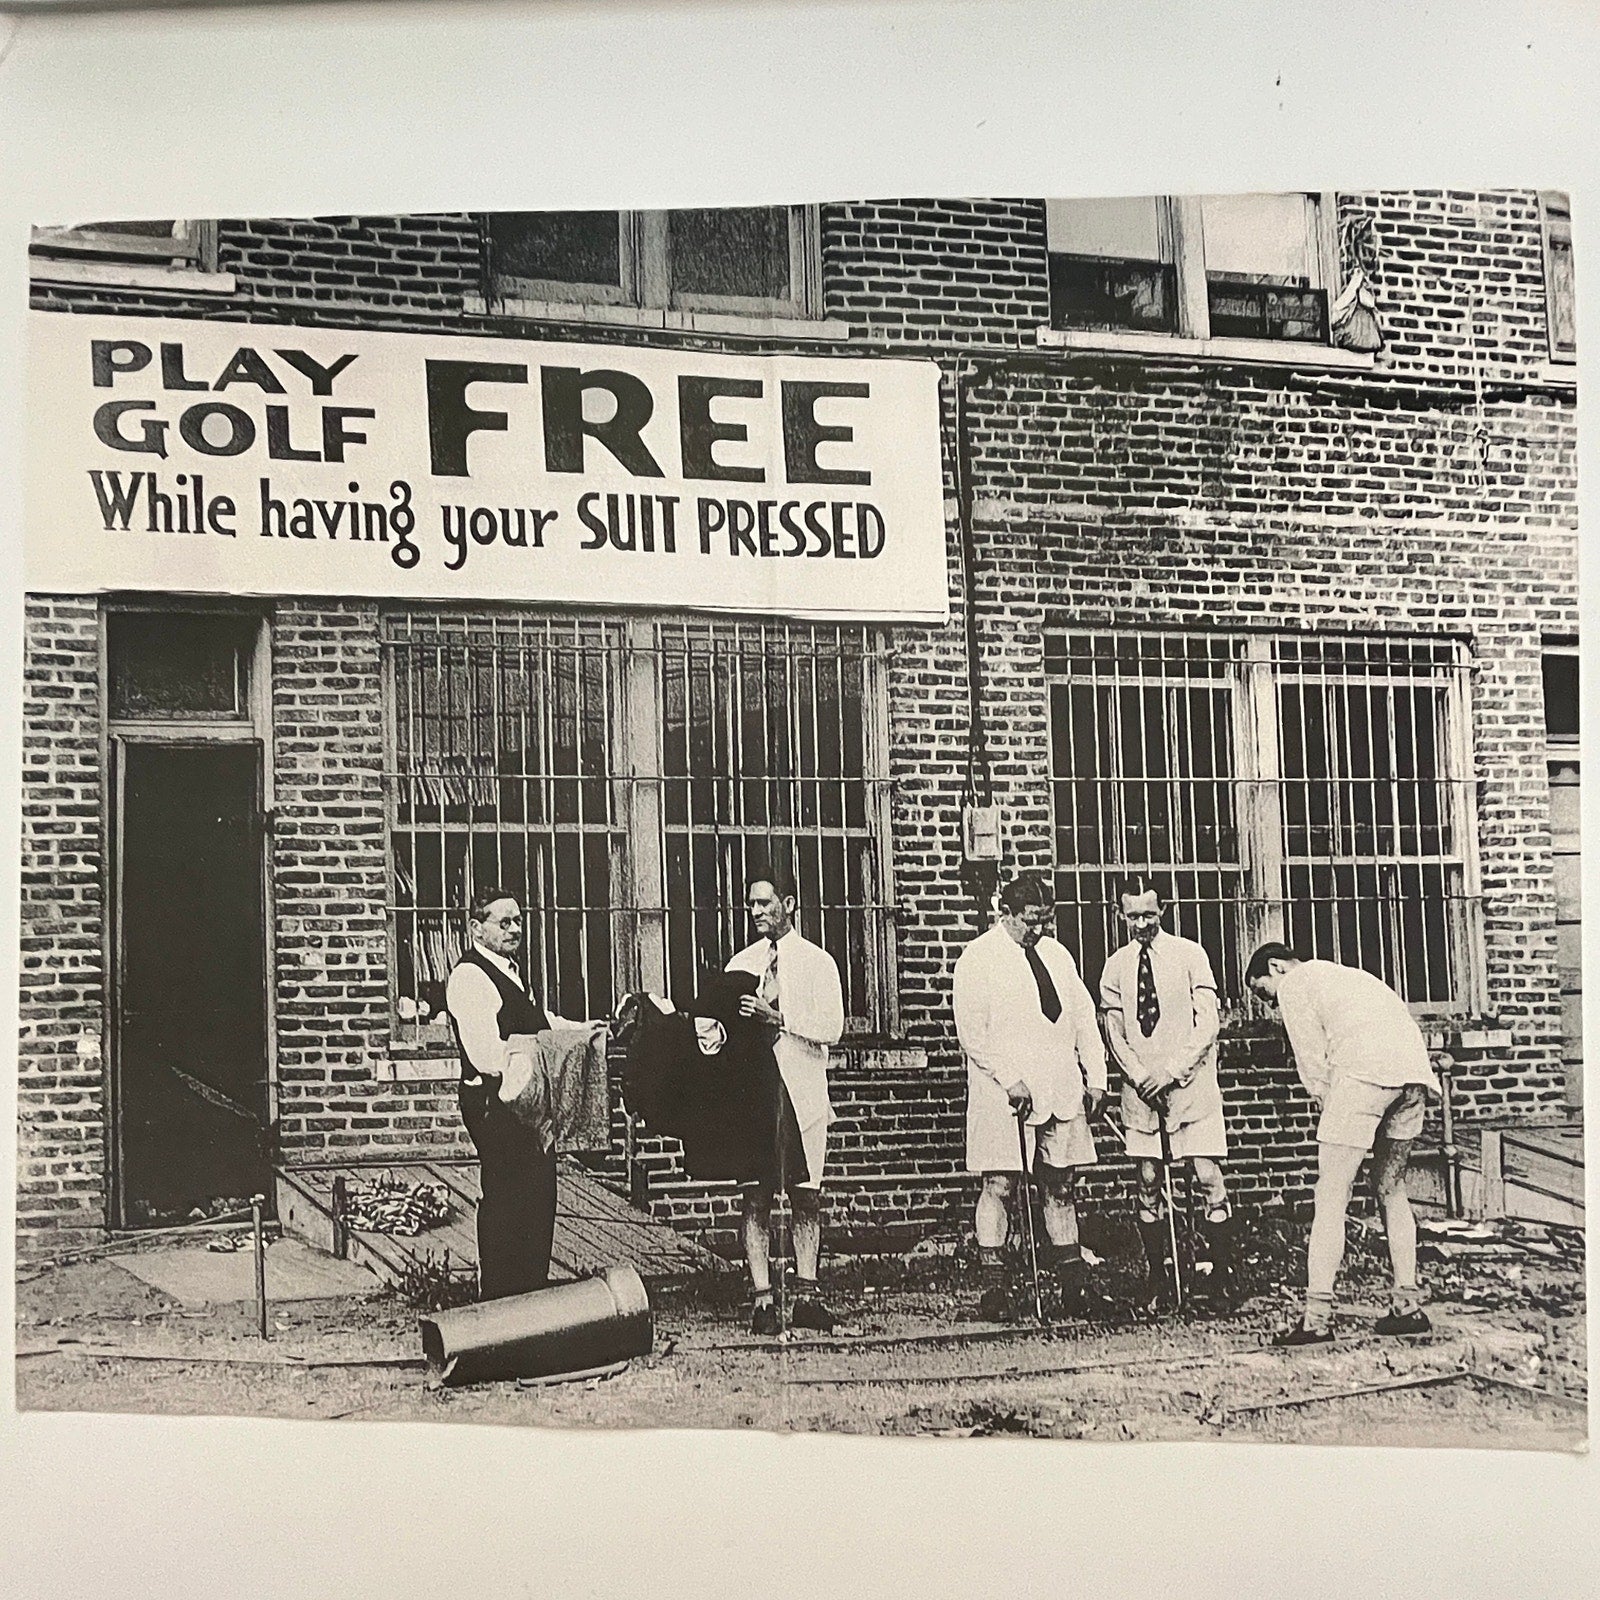 PLAY
GOLF FREE
While having your SUIT PRESSED